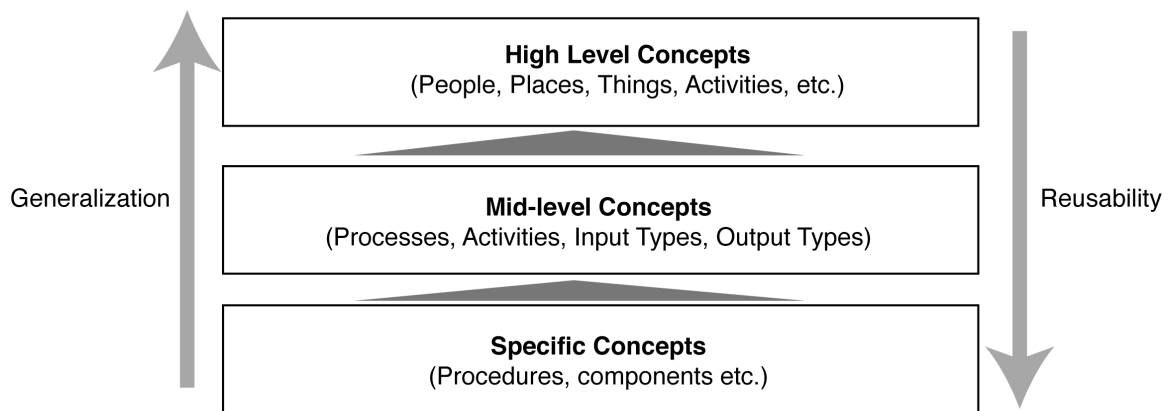 High Level Concepts
(People, Places, Things, Activities, etc.)
Generalization
Reusability
Mid-level Concepts
(Processes, Activities, Input Types, Output Types)
Specific Concepts
(Procedures, components etc.)